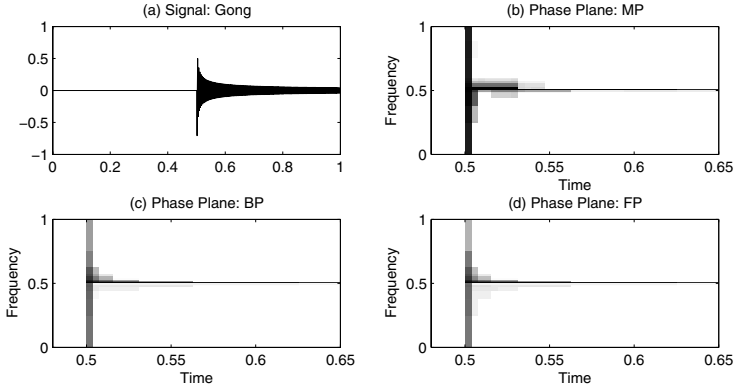 (a) Signal: Gong
1
0.5
0
−0.5
−1
0 0.2 0.4 0.6 0.8 1
(b) Phase Plane: MP
Frequency
1
0.5
0
0.5 0.55 0.6 0.65
Time
(c) Phase Plane: BP
Frequency
1
0.5
0
0.5 0.55 0.6 0.65
Time
(d) Phase Plane: FP
Frequency
1
0.5
0
0.5 0.55 0.6 0.65
Time